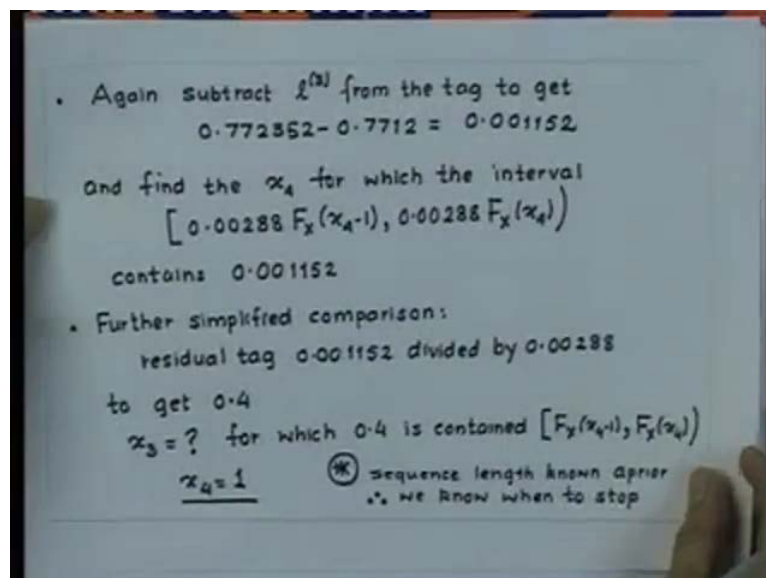 • Again subtract l^(3) from the tag to get
0.772352 - 0.7712 = 0.001152
and find the x₄ for which the interval
[0.00288 Fₓ(x₄-1), 0.00288 Fₓ(x₄))
contains 0.001152
• Further simplified comparison:
residual tag 0.001152 divided by 0.00288
to get 0.4
x₃ = ? for which 0.4 is contained [Fₓ(x₄-1), Fₓ(x₄))
x₄ = 1 (*) sequence length known aprior
∴ we know when to stop